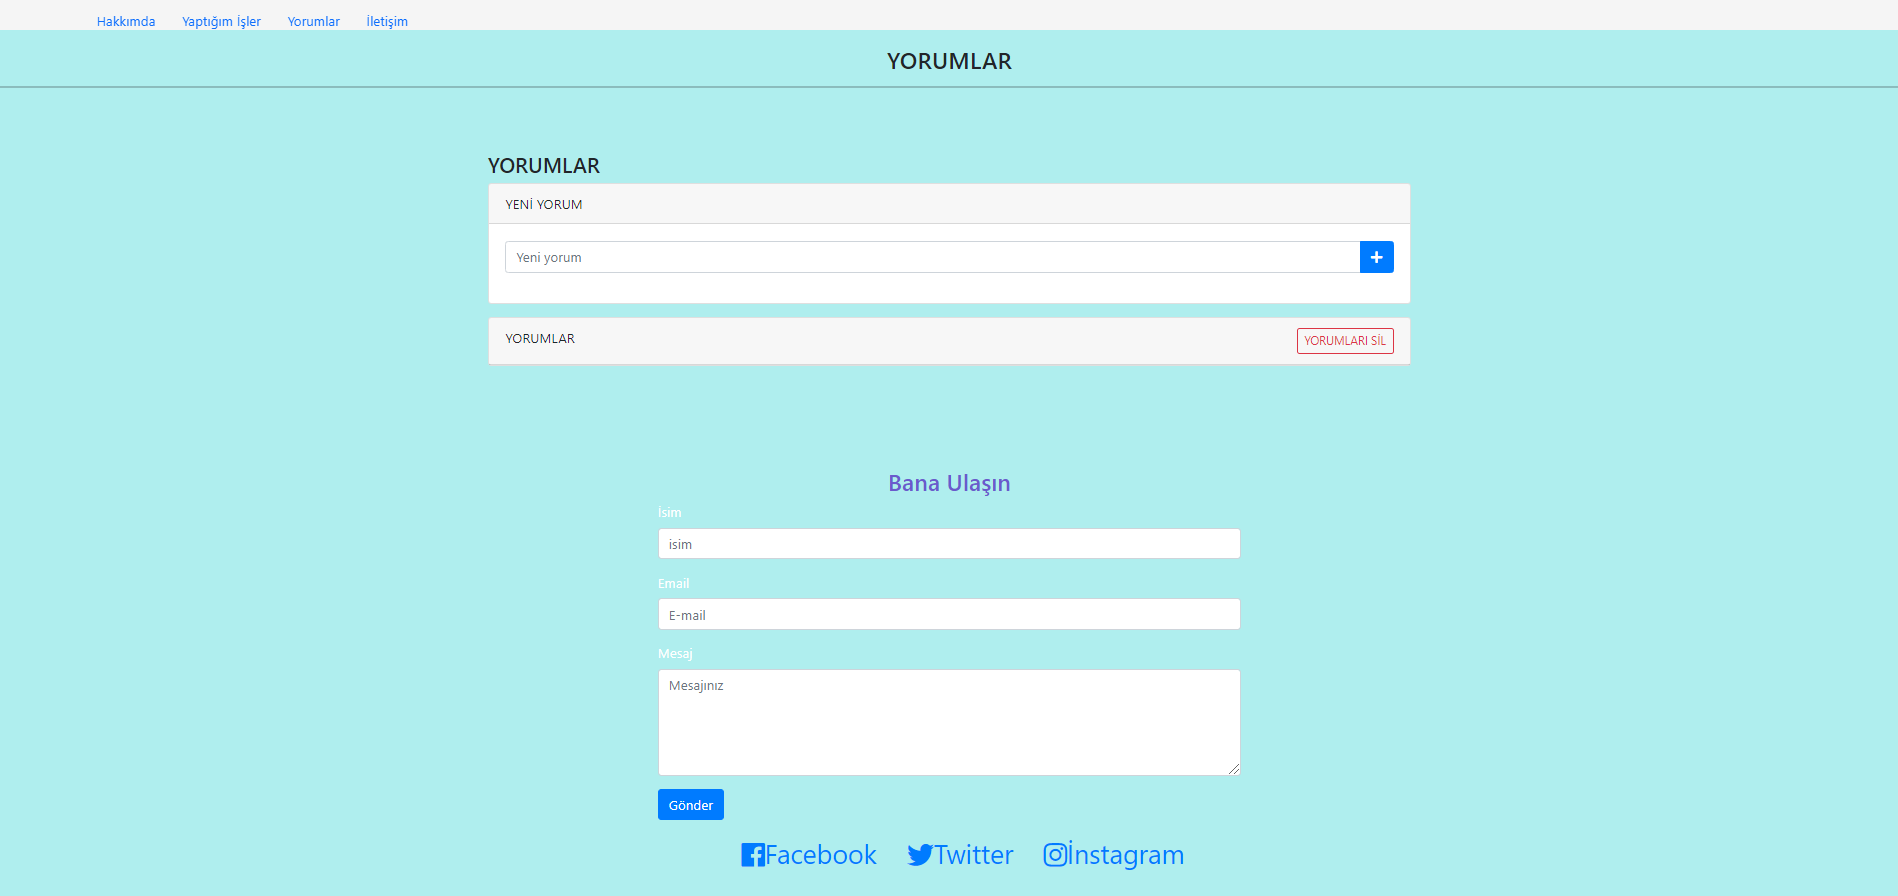 Hakkımda Yaptığım İşler Yorumlar İletişim
YORUMLAR
YORUMLAR
YENİ YORUM
Yeni yorum
YORUMLAR YORUMLARI SİL
Bana Ulaşın
İsim
isim
Email
E-mail
Mesaj
Mesajınız
Gönder
Facebook Twitter İnstagram